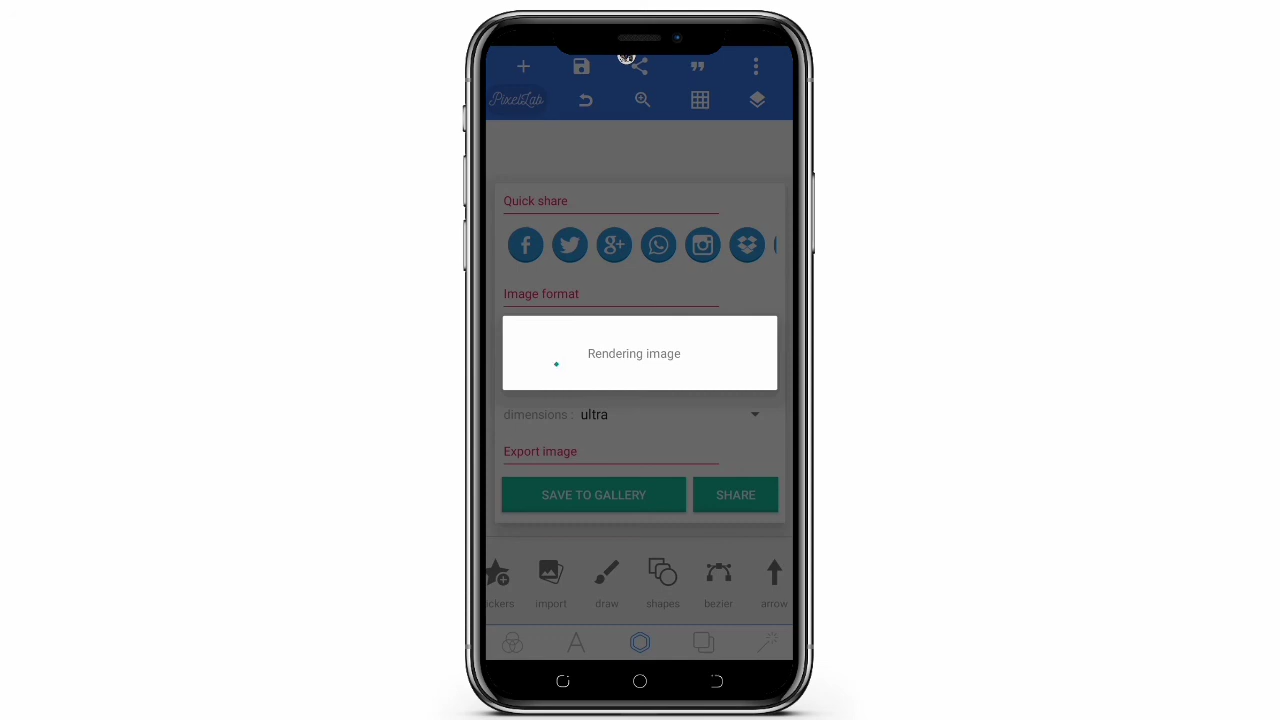 PixelLab
Quick share
g+
Image format
Rendering image
dimensions : ultra
Export image
SAVE TO GALLERY SHARE
ickers import draw shapes bezier arrow